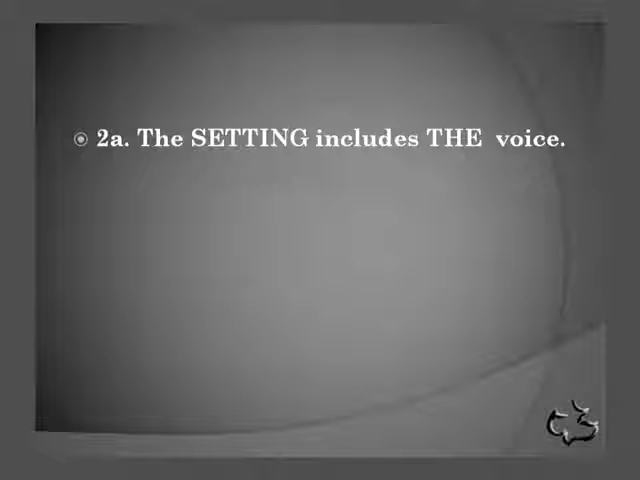 2a. The SETTING includes THE  voice.